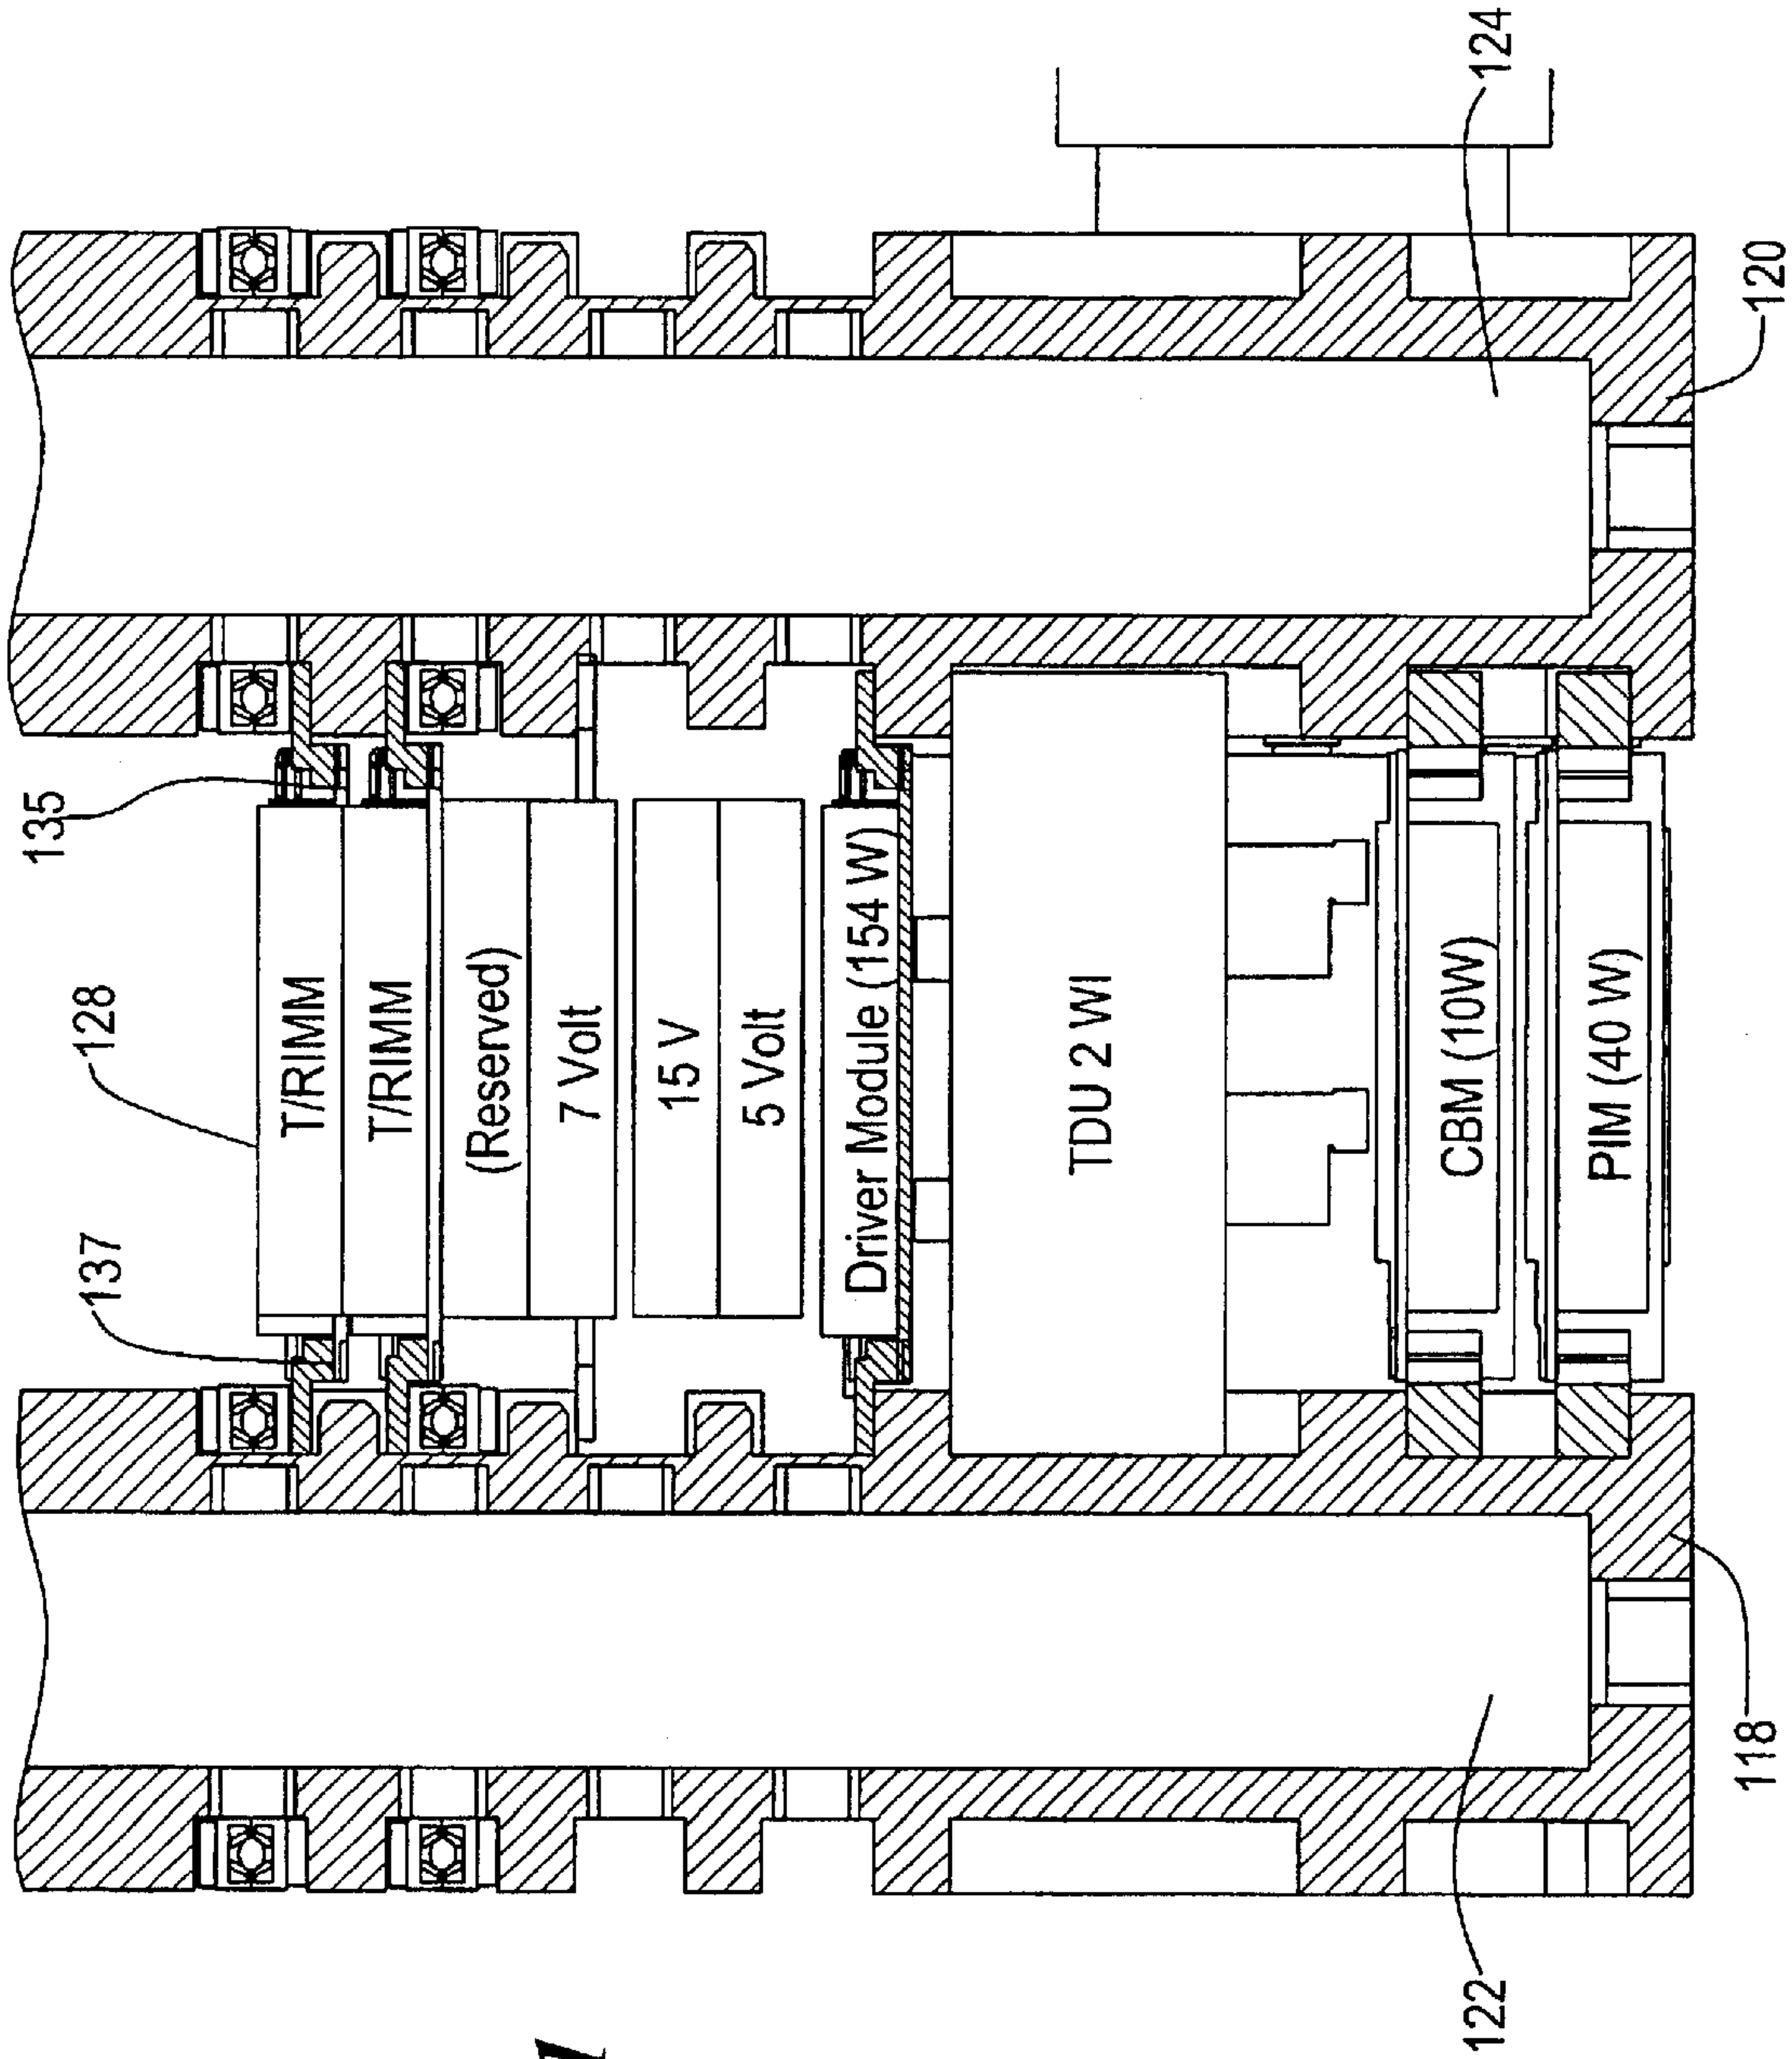 137
128
135
T/RIMM
T/RIMM
(Reserved)
7 Volt
15 V
5 Volt
Driver Module (154 W)
TDU 2 WI
CBM (10W)
PIM (40 W)
122
118
120
124